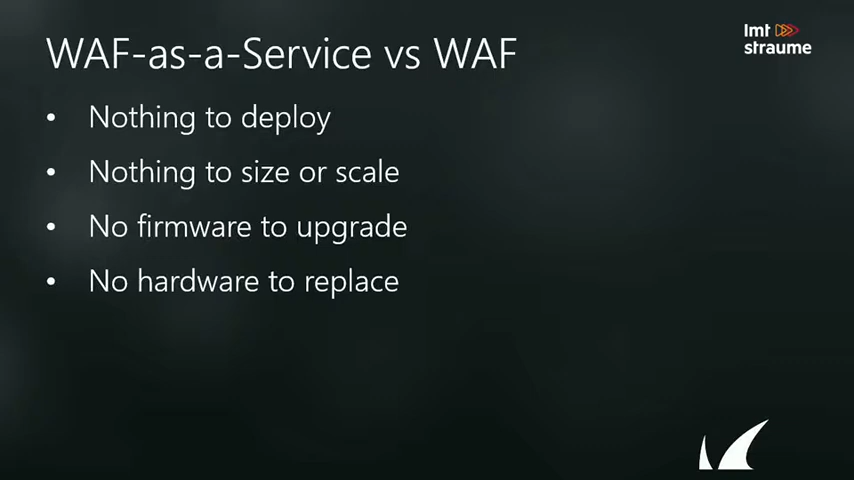 WAF-as-a-Service vs WAF
lmt
straume
• Nothing to deploy
• Nothing to size or scale
• No firmware to upgrade
• No hardware to replace